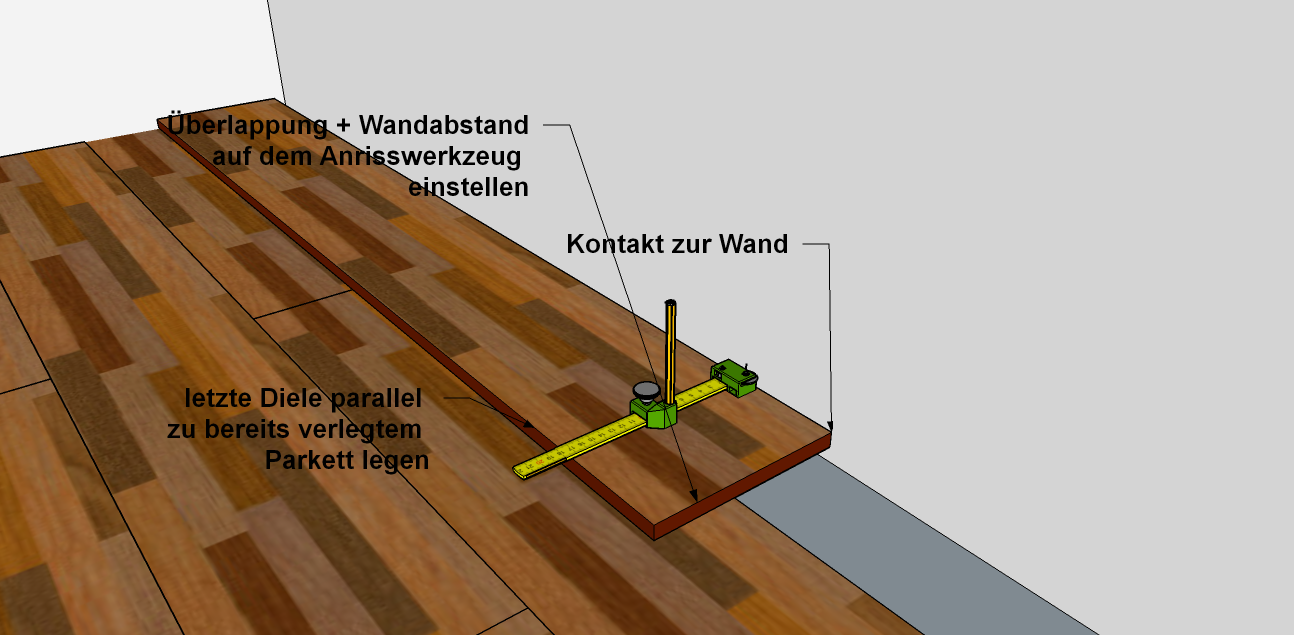 Überlappung + Wandabstand
auf dem Anrisswerkzeug
einstellen
Kontakt zur Wand
letzte Diele parallel
zu bereits verlegtem
Parkett legen